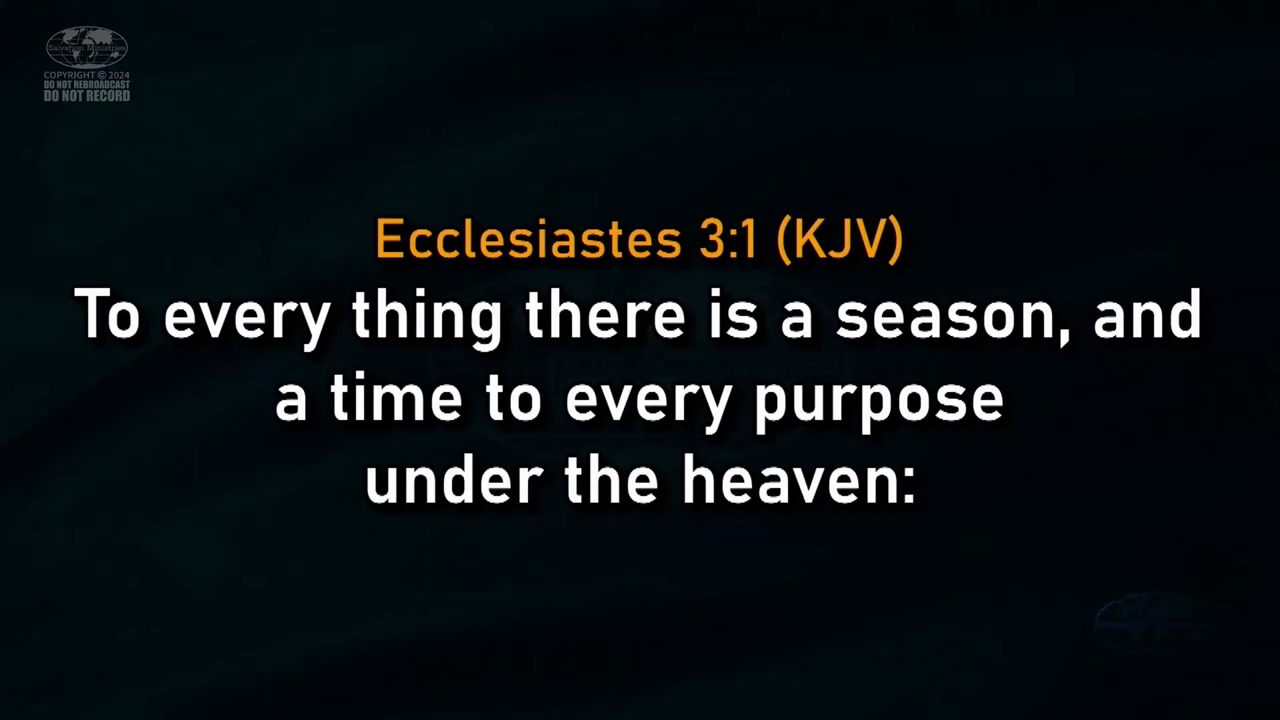 Salvation Ministries
COPYRIGHT © 2024
DO NOT REBROADCAST
DO NOT RECORD
Ecclesiastes 3:1 (KJV)
To every thing there is a season, and
a time to every purpose
under the heaven: